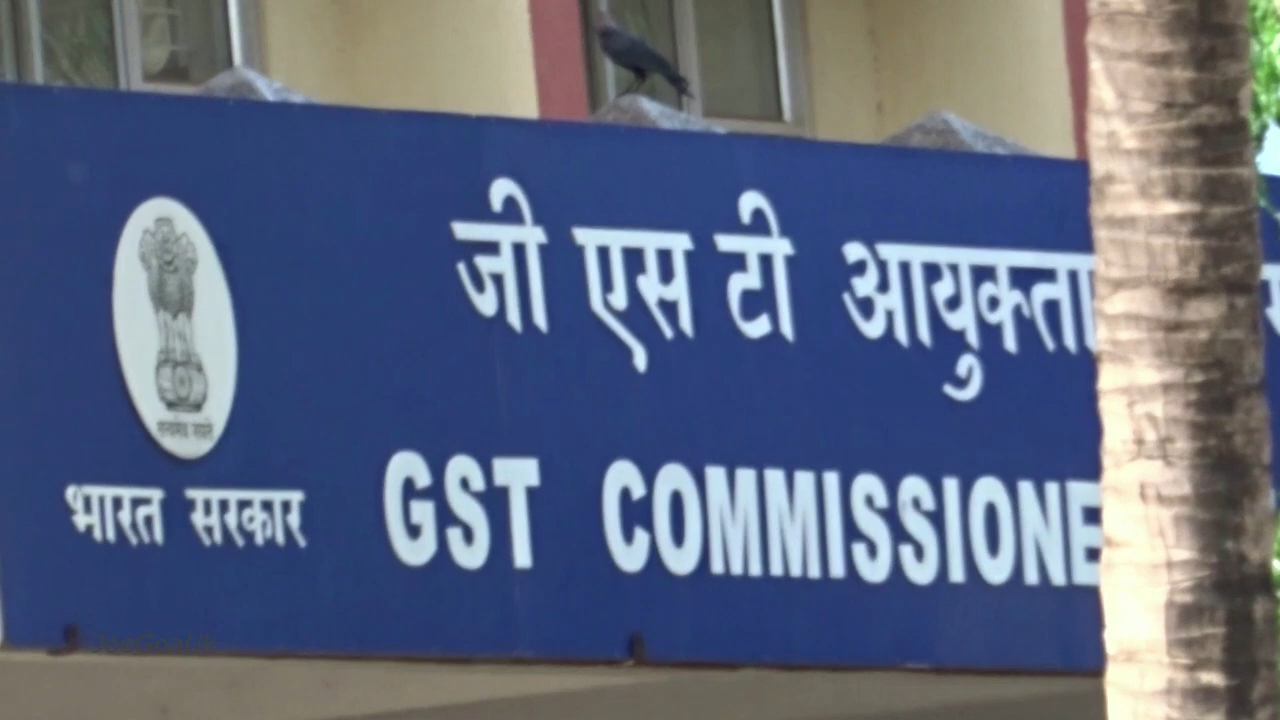 जी एस टी आयुक्ता
GST COMMISSIONE
भारत सरकार